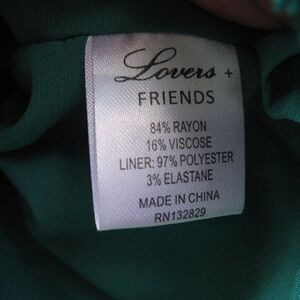 Lovers +
FRIENDS
84% RAYON
16% VISCOSE
LINER: 97% POLYESTER
3% ELASTANE
MADE IN CHINA
RN132829